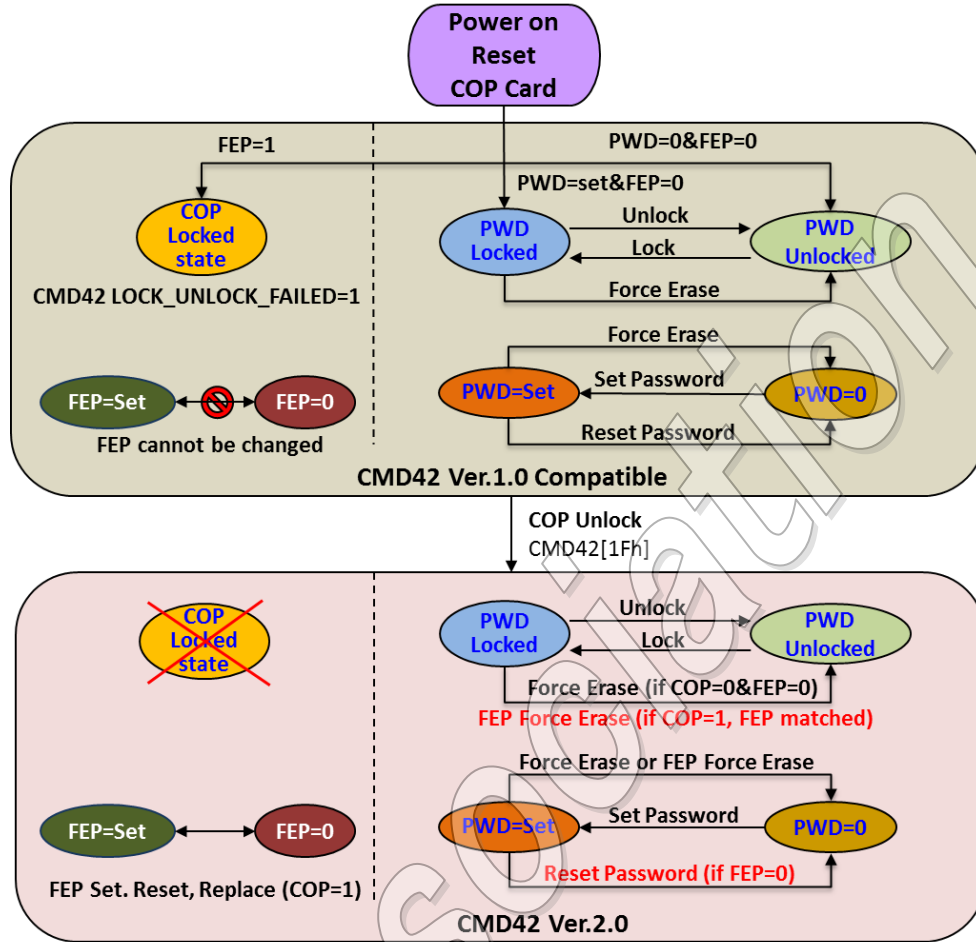 Power on
Reset
COP Card
FEP=1
PWD=0&FEP=0
PWD=set&FEP=0
COP
Locked
state
PWD
Locked
Unlock
Lock
PWD
Unlocked
CMD42 LOCK_UNLOCK_FAILED=1
Force Erase
Force Erase
FEP=Set
FEP=0
PWD=Set
Set Password
PWD=0
FEP cannot be changed
Reset Password
CMD42 Ver.1.0 Compatible
COP Unlock
CMD42[1Fh]
COP
Locked
state
PWD
Locked
Unlock
Lock
PWD
Unlocked
Force Erase (if COP=0&FEP=0)
FEP Force Erase (if COP=1, FEP matched)
Force Erase or FEP Force Erase
FEP=Set
FEP=0
PWD=Set
Set Password
PWD=0
FEP Set. Reset, Replace (COP=1)
Reset Password (if FEP=0)
CMD42 Ver.2.0
sociation